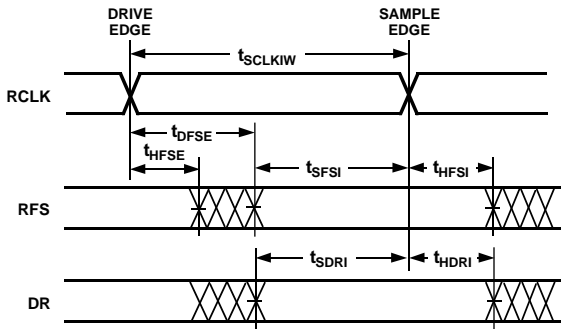 DRIVE
EDGE
SAMPLE
EDGE
tSCLKIW
RCLK
tDFSE
tHFSE
tSFSI
tHFSI
RFS
tSDRI
tHDRI
DR